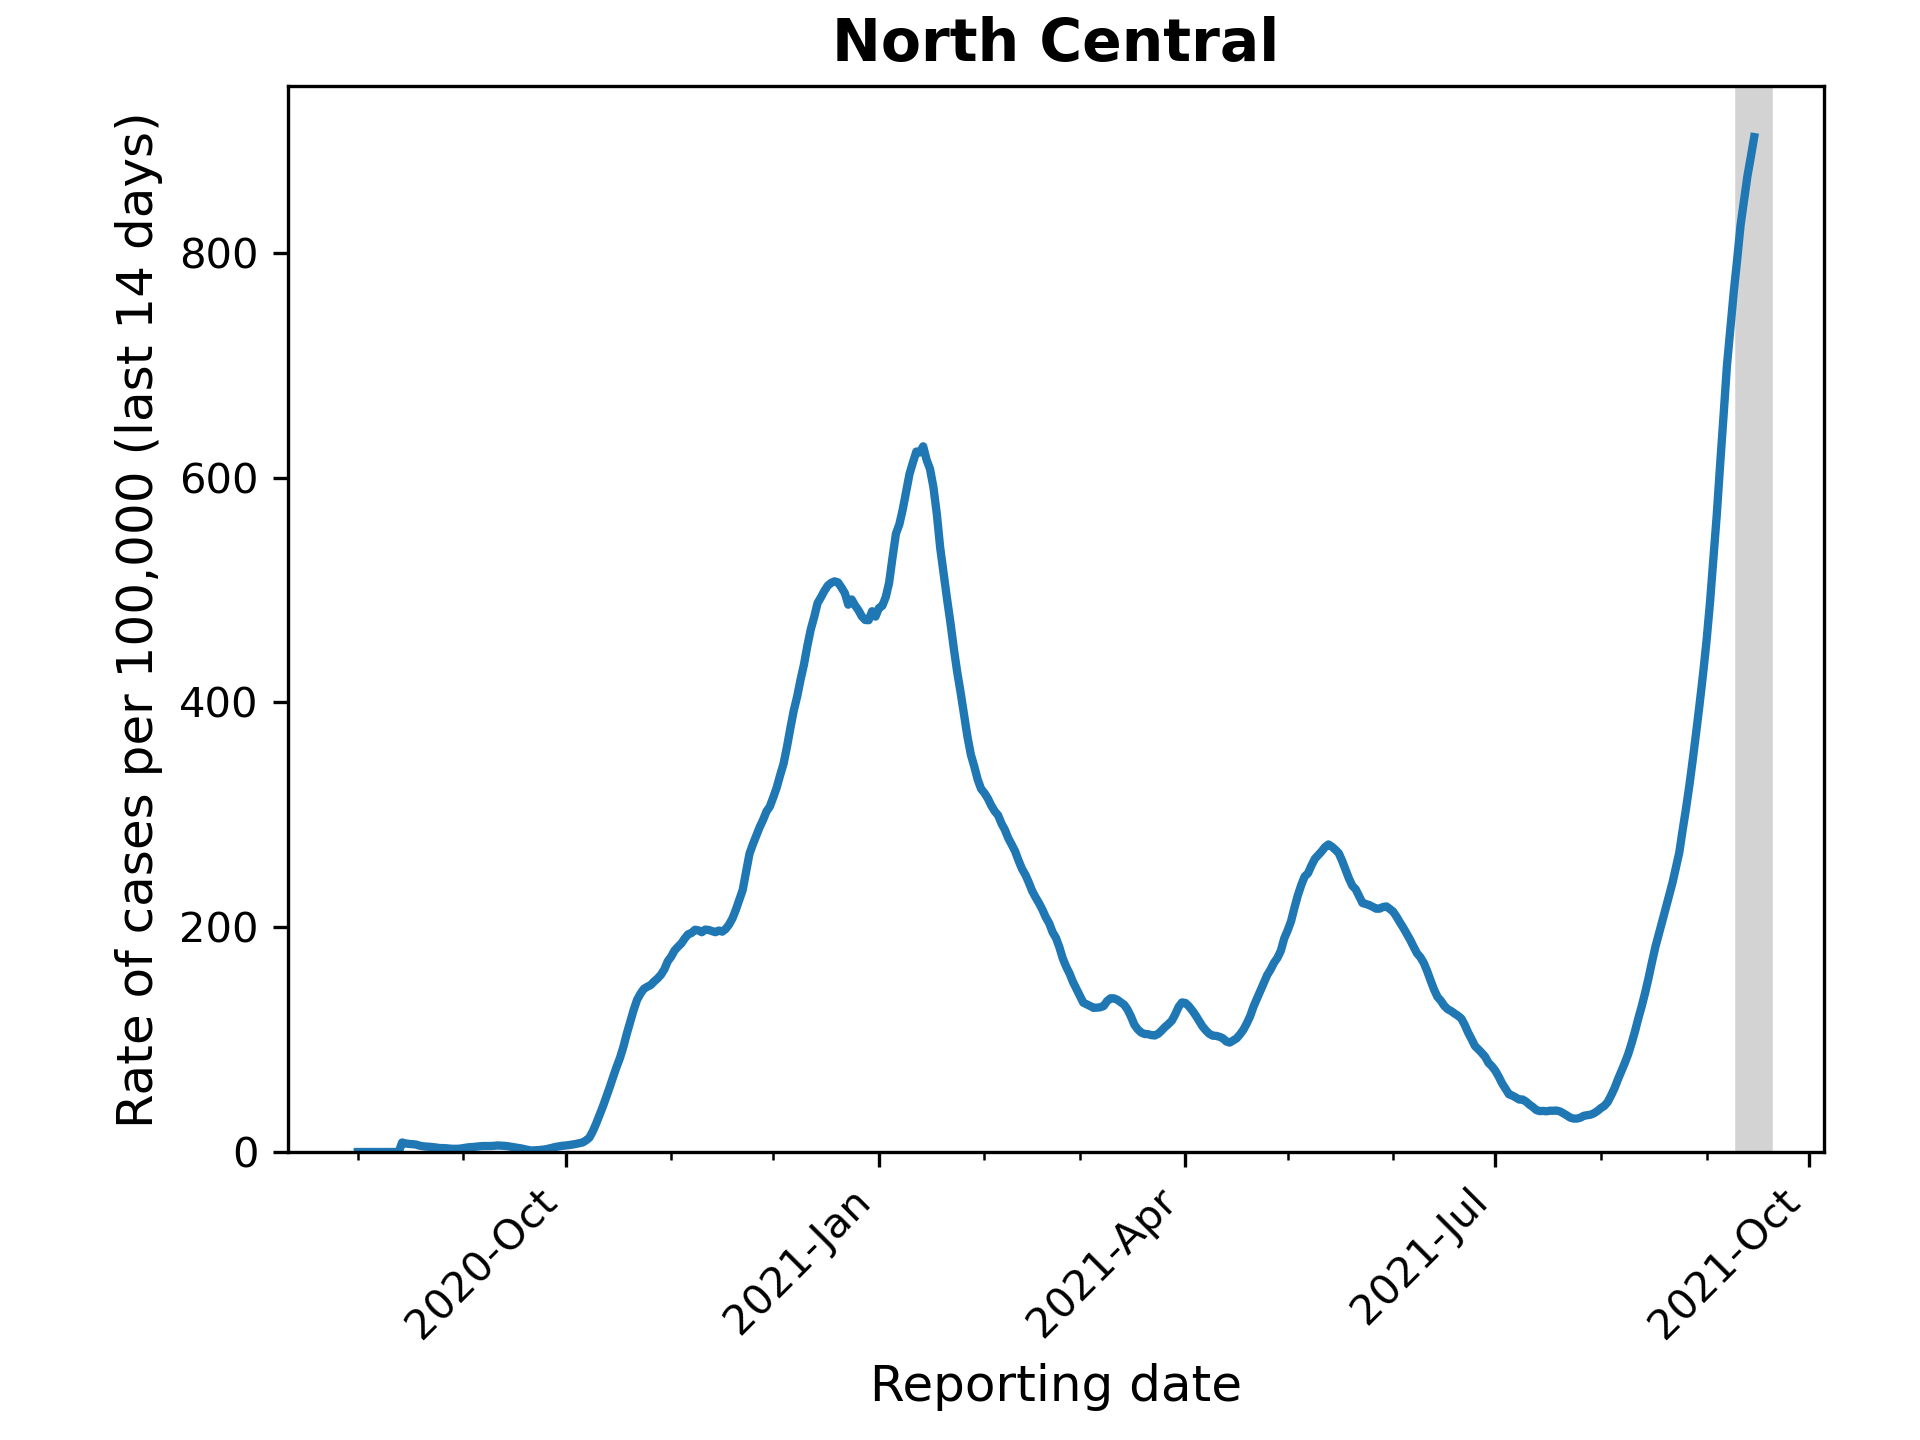 North Central
Rate of cases per 100,000 (last 14 days)
800
600
400
200
0
2020-Oct
2021-Jan
2021-Apr
2021-Jul
2021-Oct
Reporting date